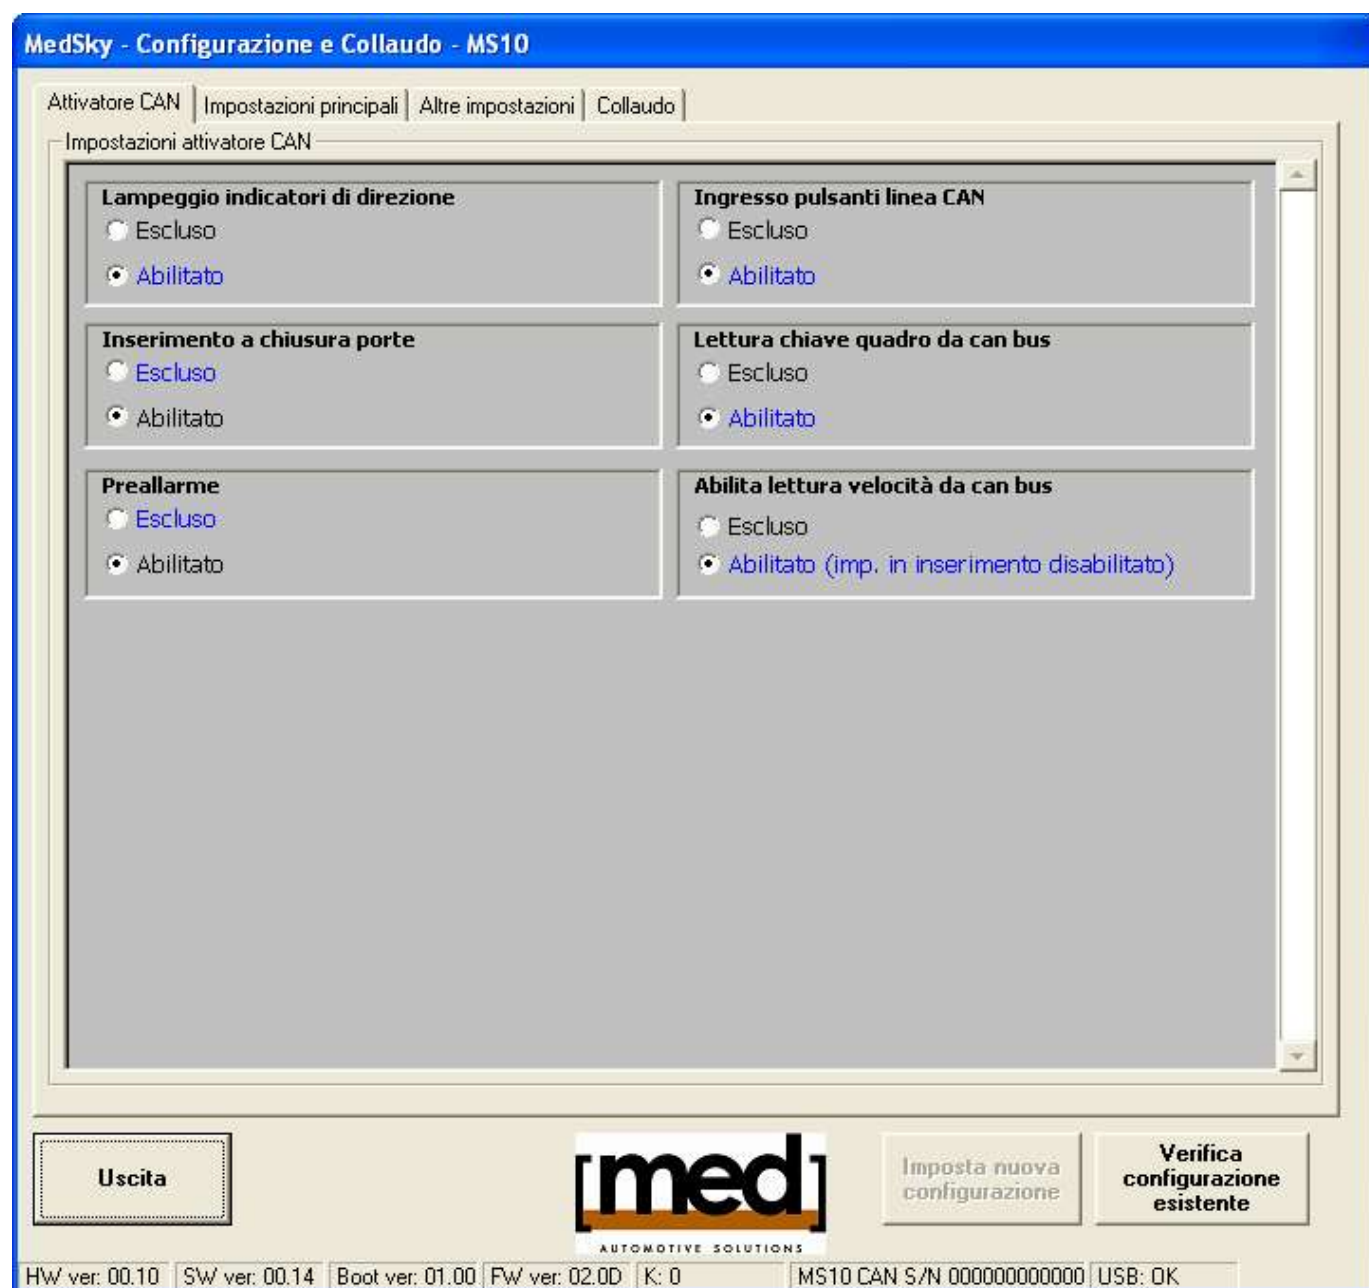 MedSky - Configurazione e Collaudo - MS10
Attivatore CAN
Impostazioni principali
Altre impostazioni
Collaudo
Impostazioni attivatore CAN
Lampeggio indicatori di direzione
Escluso
Abilitato
Ingresso pulsanti linea CAN
Escluso
Abilitato
Inserimento a chiusura porte
Escluso
Abilitato
Lettura chiave quadro da can bus
Escluso
Abilitato
Preallarme
Escluso
Abilitato
Abilita lettura velocità da can bus
Escluso
Abilitato (imp. in inserimento disabilitato)
Uscita
[med]
AUTOMOTIVE SOLUTIONS
Imposta nuova
configurazione
Verifica
configurazione
esistente
HW ver: 00.10
SW ver: 00.14
Boot ver: 01.00
FW ver: 02.0D
K: 0
MS10 CAN S/N 000000000000
USB: OK